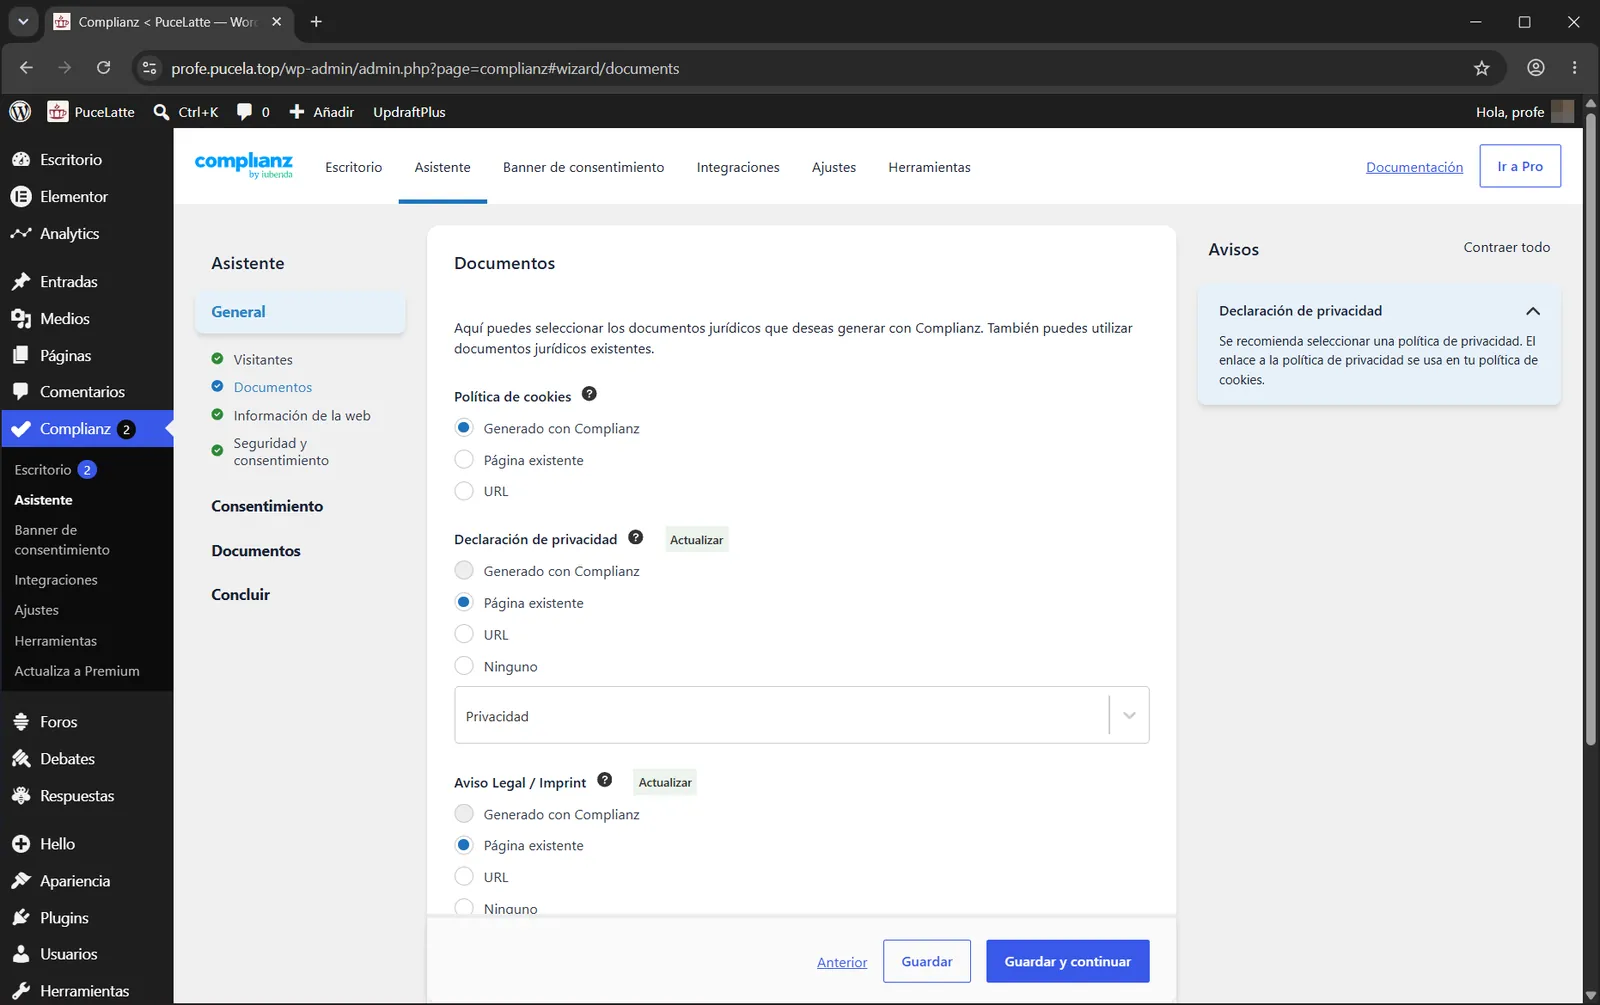 Complianz < PuceLatte — Wor
profe.pucela.top/wp-admin/admin.php?page=complianz#wizard/documents
PuceLatte
Ctrl+K
0
Añadir
UpdraftPlus
Hola, profe
Escritorio
Elementor
Analytics
Entradas
Medios
Páginas
Comentarios
Complianz 2
Escritorio 2
Asistente
Banner de
consentimiento
Integraciones
Ajustes
Herramientas
Actualiza a Premium
Foros
Debates
Respuestas
Hello
Apariencia
Plugins
Usuarios
Herramientas
complianz
by iubenda
Escritorio
Asistente
Banner de consentimiento
Integraciones
Ajustes
Herramientas
Documentación
Ir a Pro
Asistente
General
Visitantes
Documentos
Información de la web
Seguridad y
consentimiento
Consentimiento
Documentos
Concluir
Documentos
Aquí puedes seleccionar los documentos jurídicos que deseas generar con Complianz. También puedes utilizar
documentos jurídicos existentes.
Política de cookies ?
Generado con Complianz
Página existente
URL
Declaración de privacidad ? Actualizar
Generado con Complianz
Página existente
URL
Ninguno
Privacidad
Aviso Legal / Imprint ? Actualizar
Generado con Complianz
Página existente
URL
Ninguno
Anterior
Guardar
Guardar y continuar
Avisos
Contraer todo
Declaración de privacidad
Se recomienda seleccionar una política de privacidad. El
enlace a la política de privacidad se usa en tu política de
cookies.